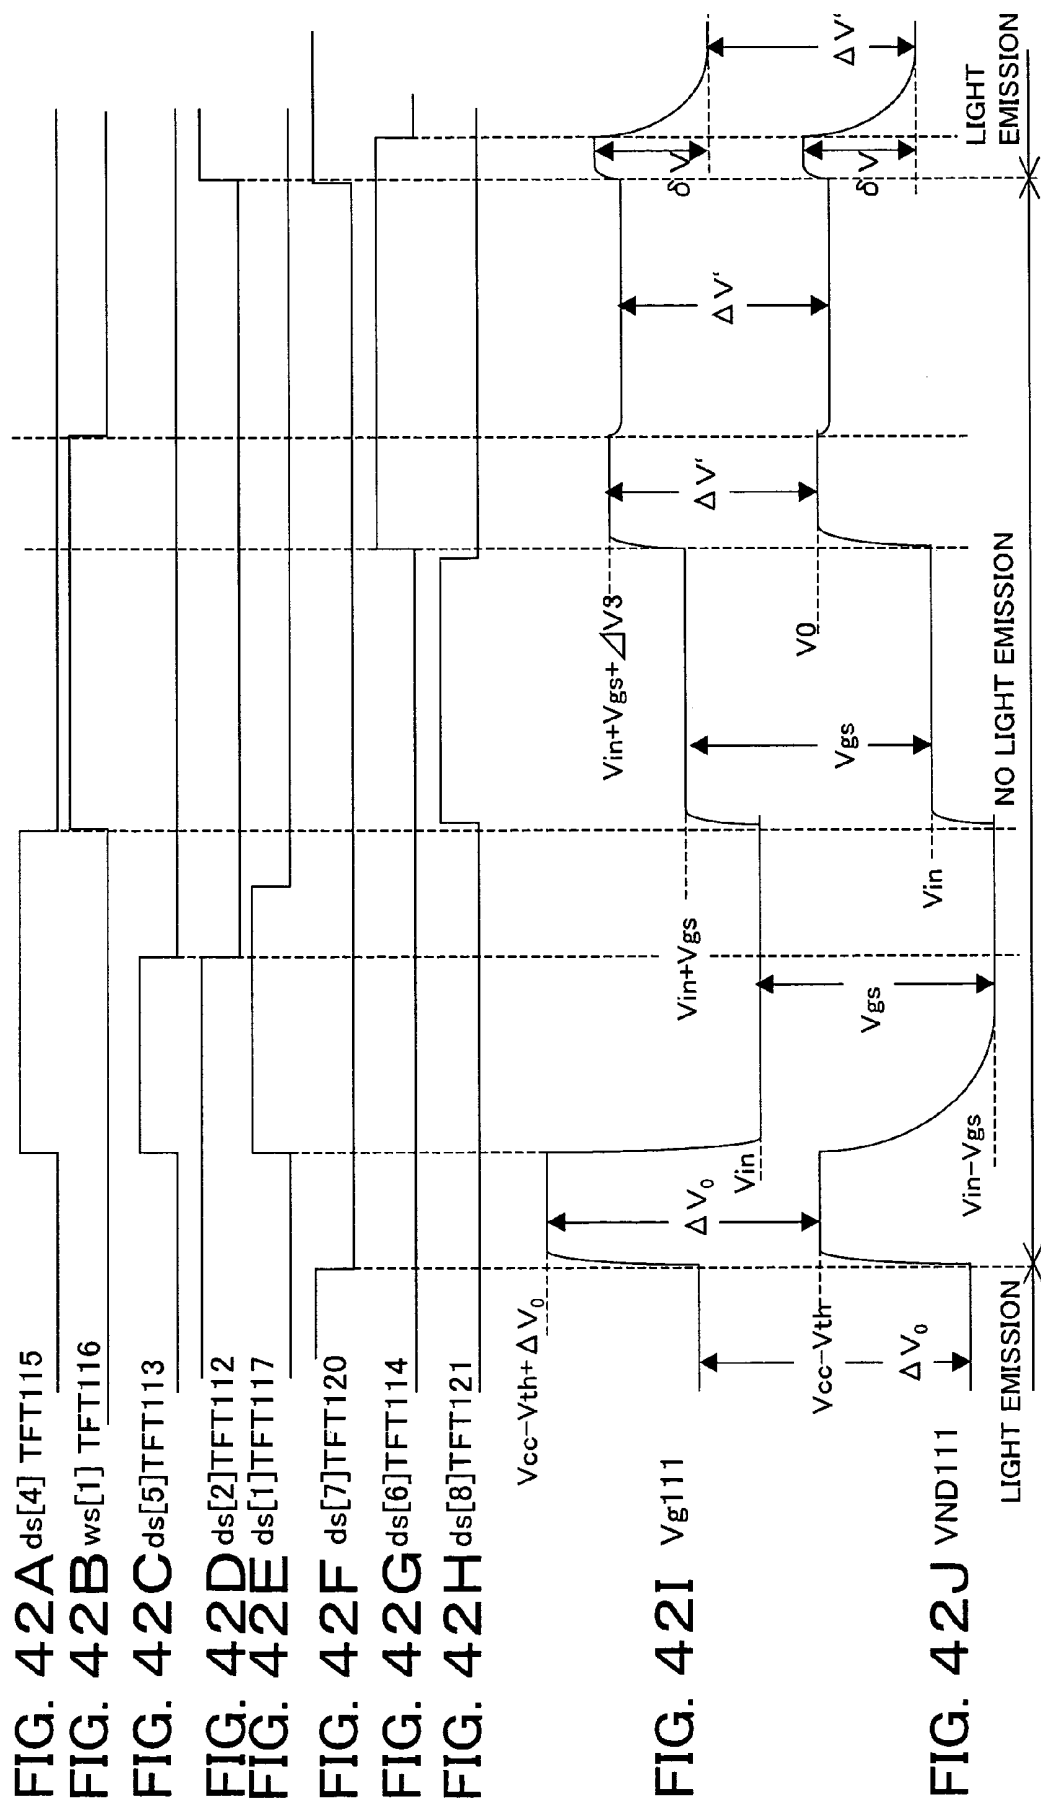 FIG. 42A ds[4] TFT115
FIG. 42B ws[1] TFT116
FIG. 42C ds[5]TFT113
FIG. 42D ds[2]TFT112
FIG. 42E ds[1]TFT117
FIG. 42F ds[7]TFT120
FIG. 42G ds[6]TFT114
FIG. 42H ds[8]TFT121
FIG. 42I Vg111
Vcc-Vth+ΔV₀
ΔV₀
Vin
Vin+Vgs
Vin+Vgs+ΔV3
ΔV'
ΔV'
δV
ΔV'
FIG. 42J VND111
Vcc-Vth
ΔV₀
Vin-Vgs
Vgs
Vin
Vgs
V0
δV
LIGHT EMISSION
NO LIGHT EMISSION
LIGHT
EMISSION